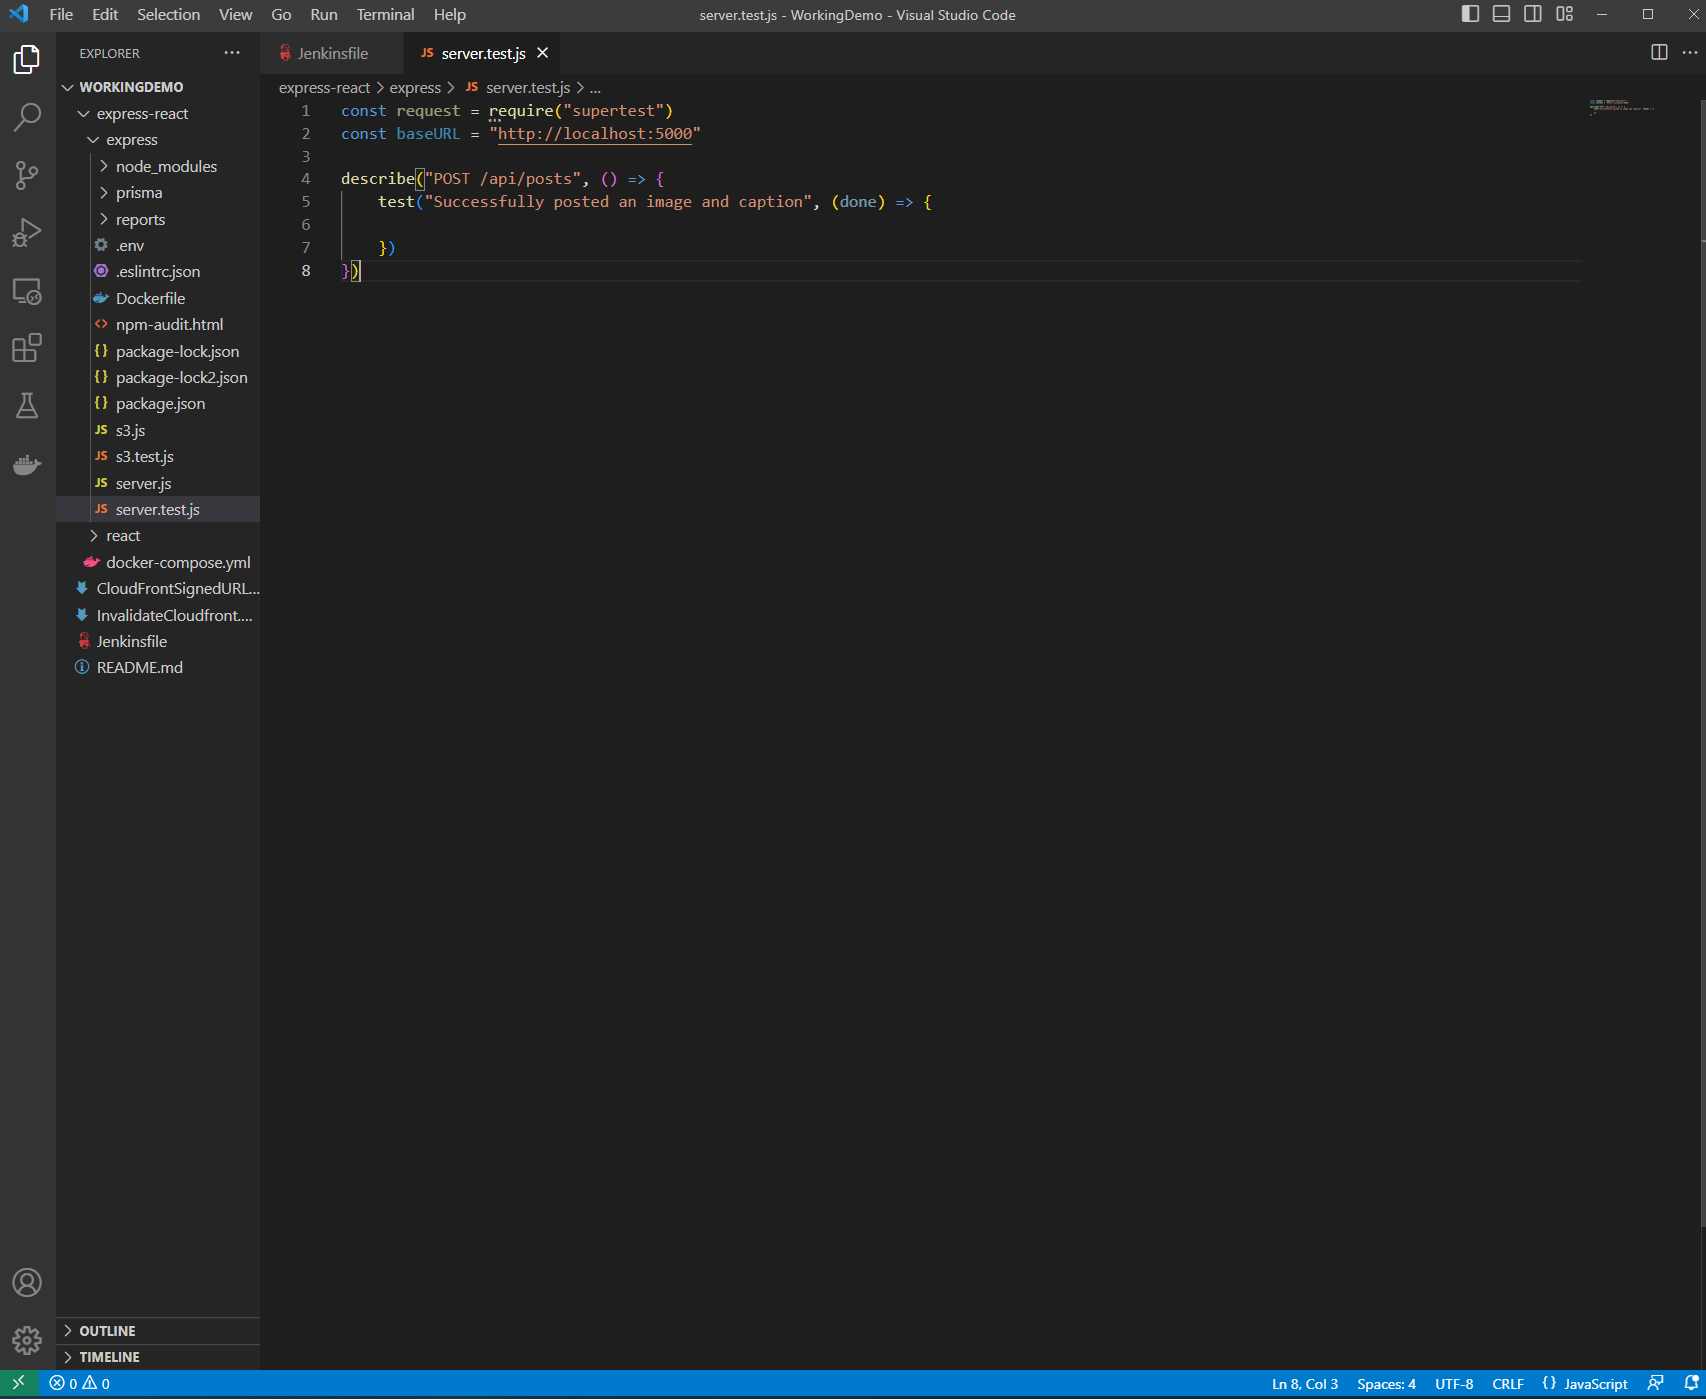 File Edit Selection View Go Run Terminal Help
server.test.js - WorkingDemo - Visual Studio Code
EXPLORER
WORKINGDEMO
express-react
express
node_modules
prisma
reports
.env
.eslintrc.json
Dockerfile
npm-audit.html
package-lock.json
package-lock2.json
package.json
JS s3.js
JS s3.test.js
JS server.js
JS server.test.js
react
docker-compose.yml
CloudFrontSignedURL...
InvalidateCloudfront....
Jenkinsfile
README.md
OUTLINE
TIMELINE
Jenkinsfile
JS server.test.js
express-react > express > JS server.test.js > ...
1 const request = require("supertest")
2 const baseURL = "http://localhost:5000"
3
4 describe("POST /api/posts", () => {
5 test("Successfully posted an image and caption", (done) => {
6
7 })
8 })
0 0
Ln 8, Col 3 Spaces: 4 UTF-8 CRLF {} JavaScript